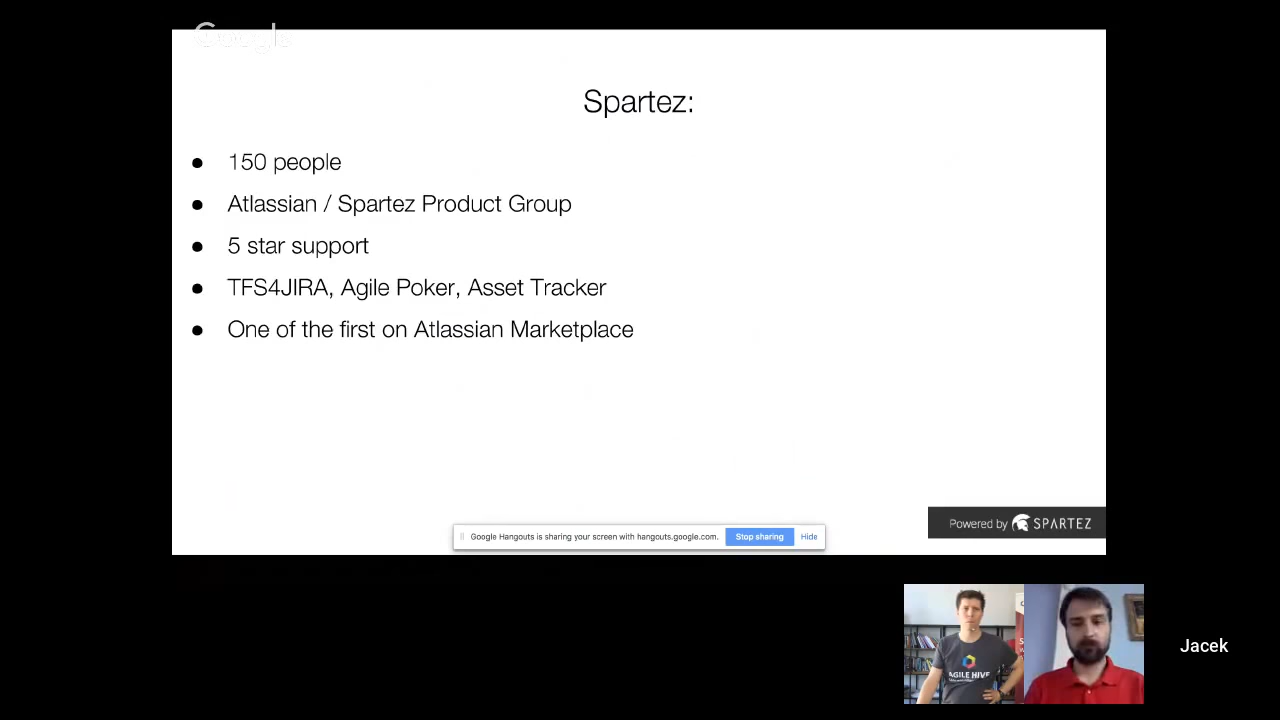 Google
Spartez:
● 150 people
● Atlassian / Spartez Product Group
● 5 star support
● TFS4JIRA, Agile Poker, Asset Tracker
● One of the first on Atlassian Marketplace
Powered by SPARTEZ
Google Hangouts is sharing your screen with hangouts.google.com. Stop sharing Hide
AGILE HIVE
Jacek